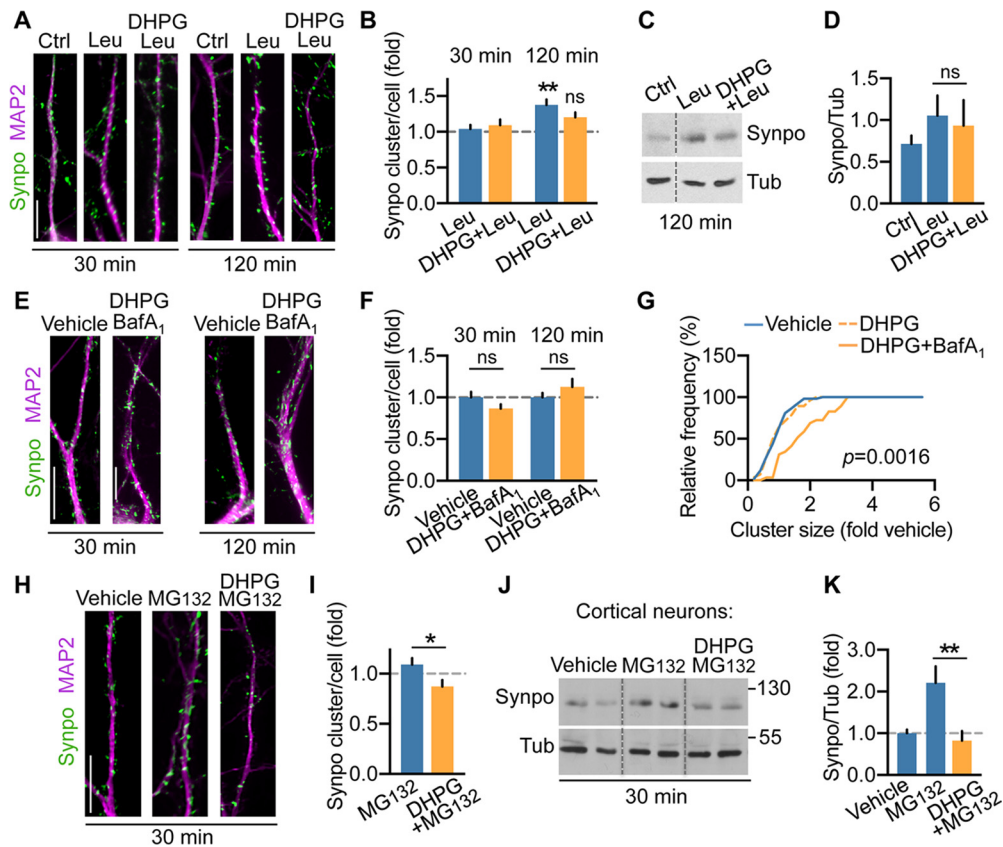 A
DHPG
Ctrl Leu Leu Ctrl Leu DHPG Leu
Synpo MAP2
30 min 120 min
B
Synpo cluster/cell (fold)
30 min 120 min
** ns
1.5
1.0
0.5
0.0
Leu DHPG+Leu Leu DHPG+Leu
C
Ctrl Leu DHPG +Leu
Synpo
Tub
120 min
D
Synpo/Tub
ns
1.5
1.0
0.5
0.0
Ctrl Leu DHPG+Leu
E
DHPG DHPG
Vehicle BafA1 Vehicle BafA1
Synpo MAP2
30 min 120 min
F
Synpo cluster/cell (fold)
30 min 120 min
ns ns
1.5
1.0
0.5
0.0
Vehicle DHPG+BafA1 Vehicle DHPG+BafA1
G
Vehicle DHPG
DHPG+BafA1
Relative frequency (%)
100
50
0
p=0.0016
0 2 4 6
Cluster size (fold vehicle)
H
DHPG
Vehicle MG132 MG132
Synpo MAP2
30 min
I
Synpo cluster/cell (fold)
*
1.0
0.5
0.0
MG132 DHPG +MG132
J
Cortical neurons:
DHPG
Vehicle MG132 MG132
Synpo
130
Tub
55
30 min
K
Synpo/Tub (fold)
**
3.0
2.0
1.0
0.0
Vehicle MG132 DHPG +MG132